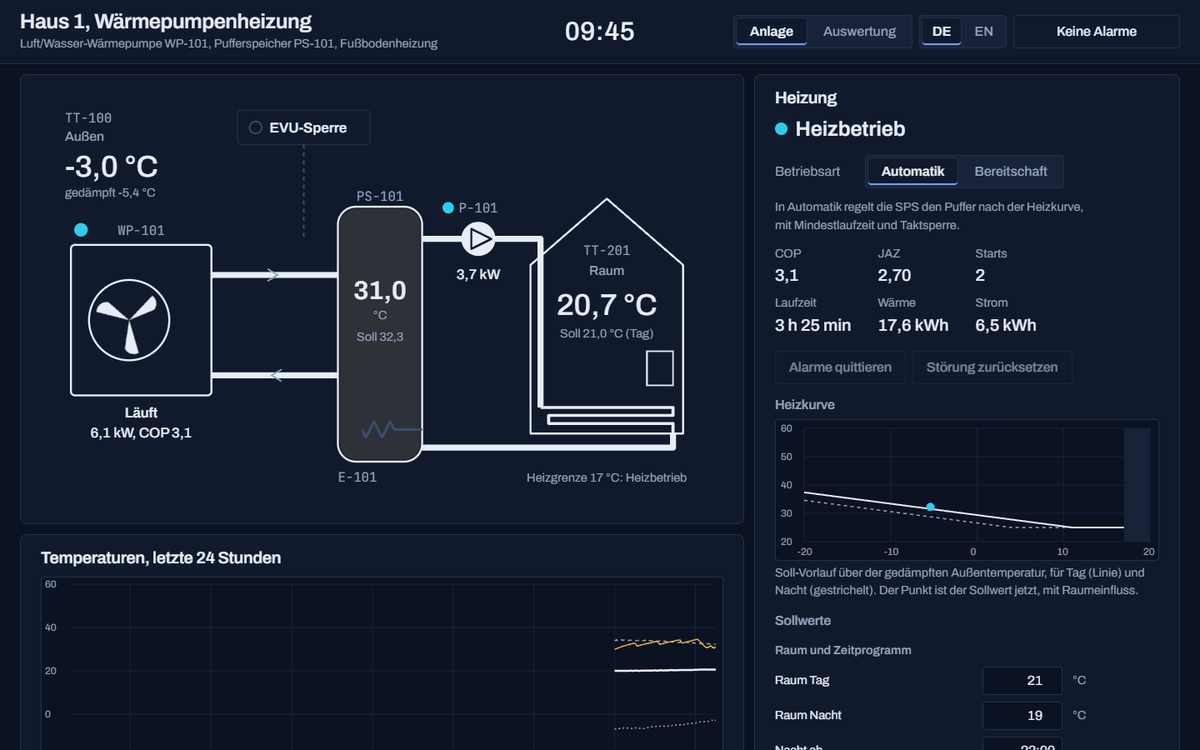 Haus 1, Wärmepumpenheizung
Luft/Wasser-Wärmepumpe WP-101, Pufferspeicher PS-101, Fußbodenheizung
09:45
Anlage
Auswertung
DE
EN
Keine Alarme
TT-100
Außen
-3,0 °C
gedämpft -5,4 °C
EVU-Sperre
WP-101
Läuft
6,1 kW, COP 3,1
PS-101
31,0
°C
Soll 32,3
E-101
P-101
3,7 kW
TT-201
Raum
20,7 °C
Soll 21,0 °C (Tag)
Heizgrenze 17 °C: Heizbetrieb
Temperaturen, letzte 24 Stunden
60
40
20
0
Heizung
Heizbetrieb
Betriebsart
Automatik
Bereitschaft
In Automatik regelt die SPS den Puffer nach der Heizkurve,
mit Mindestlaufzeit und Taktsperre.
COP
JAZ
Starts
3,1
2,70
2
Laufzeit
Wärme
Strom
3 h 25 min
17,6 kWh
6,5 kWh
Alarme quittieren
Störung zurücksetzen
Heizkurve
60
50
40
30
20
-20
-10
0
10
20
Soll-Vorlauf über der gedämpften Außentemperatur, für Tag (Linie) und
Nacht (gestrichelt). Der Punkt ist der Sollwert jetzt, mit Raumeinfluss.
Sollwerte
Raum und Zeitprogramm
Raum Tag
21
°C
Raum Nacht
19
°C
Nacht ab
22:00